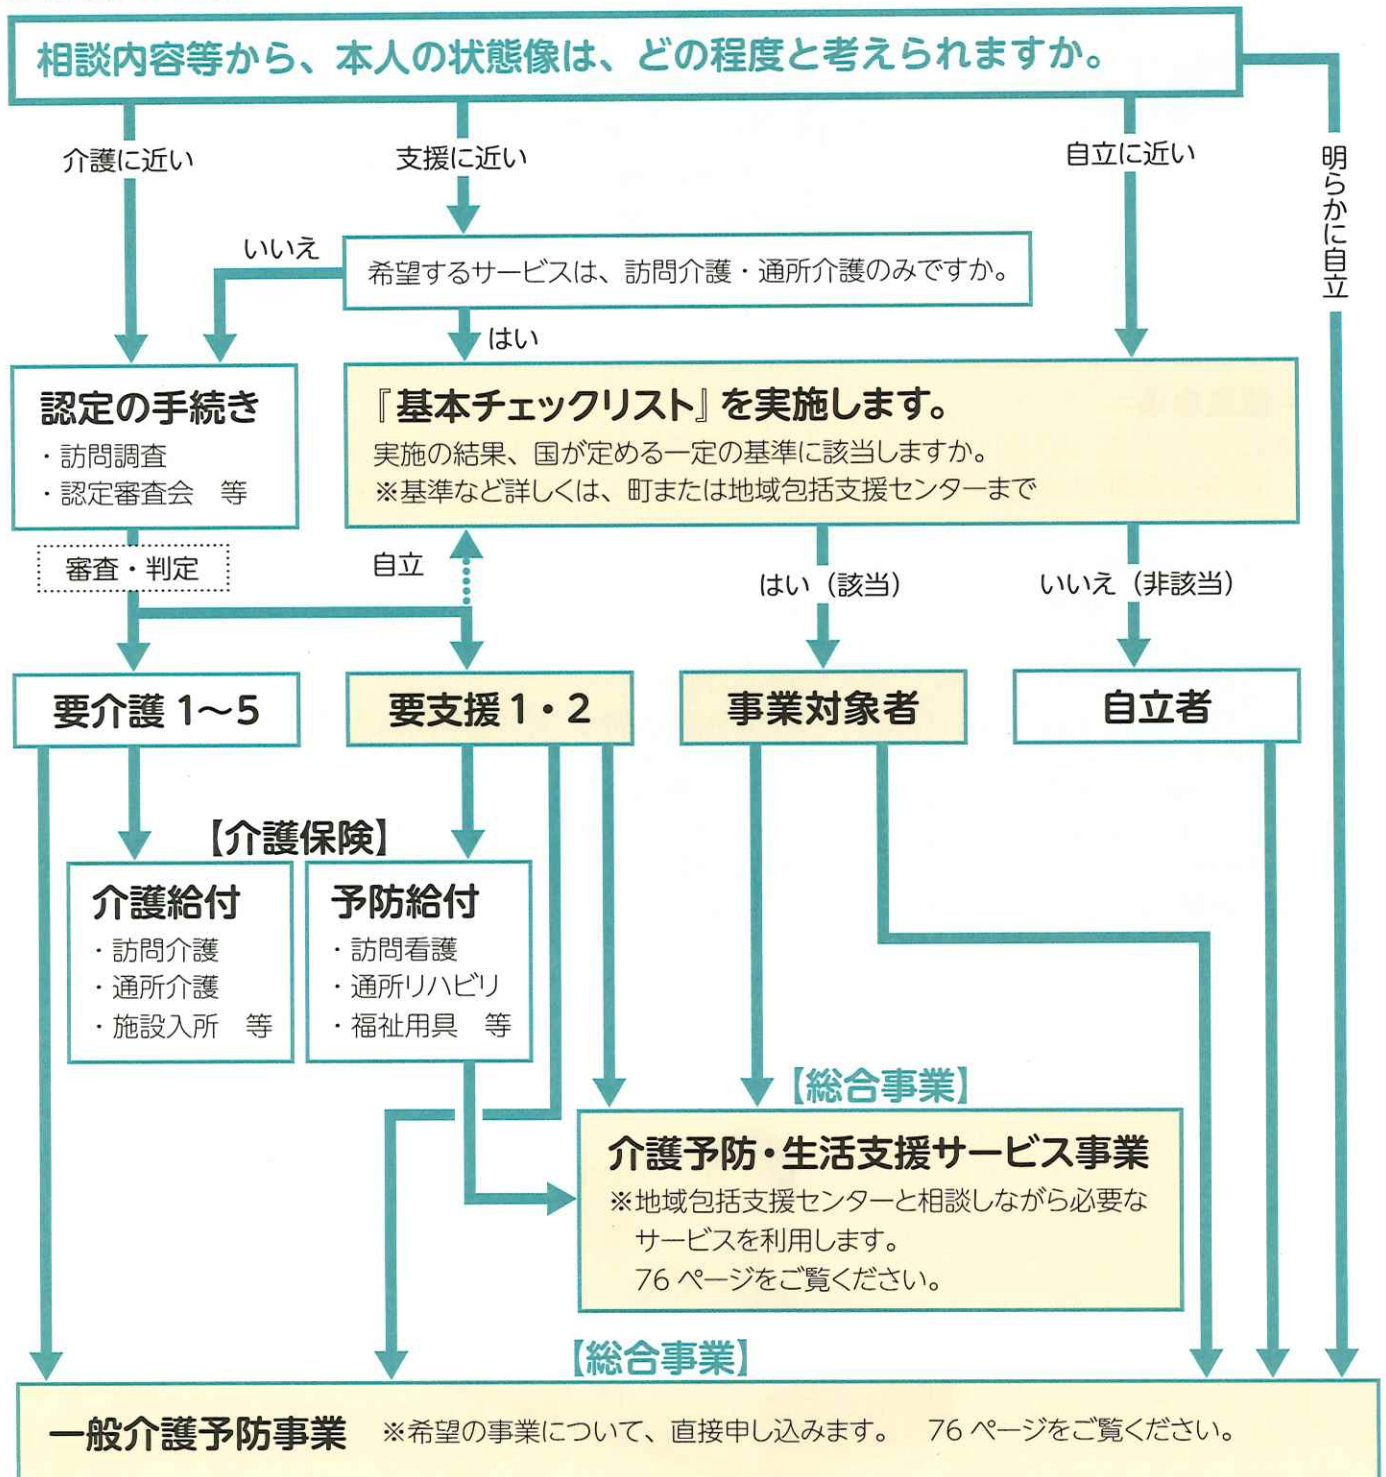 相談内容等から、本人の状態像は、どの程度と考えられますか。
介護に近い
支援に近い
自立に近い
明らかに自立
いいえ
希望するサービスは、訪問介護・通所介護のみですか。
はい
認定の手続き
・訪問調査
・認定審査会　等
『基本チェックリスト』を実施します。
実施の結果、国が定める一定の基準に該当しますか。
※基準など詳しくは、町または地域包括支援センターまで
審査・判定
自立
はい（該当）
いいえ（非該当）
要介護 1～5
要支援 1・2
事業対象者
自立者
【介護保険】
介護給付
・訪問介護
・通所介護
・施設入所　等
予防給付
・訪問看護
・通所リハビリ
・福祉用具　等
【総合事業】
介護予防・生活支援サービス事業
※地域包括支援センターと相談しながら必要な
サービスを利用します。
76 ページをご覧ください。
【総合事業】
一般介護予防事業　※希望の事業について、直接申し込みます。　76 ページをご覧ください。